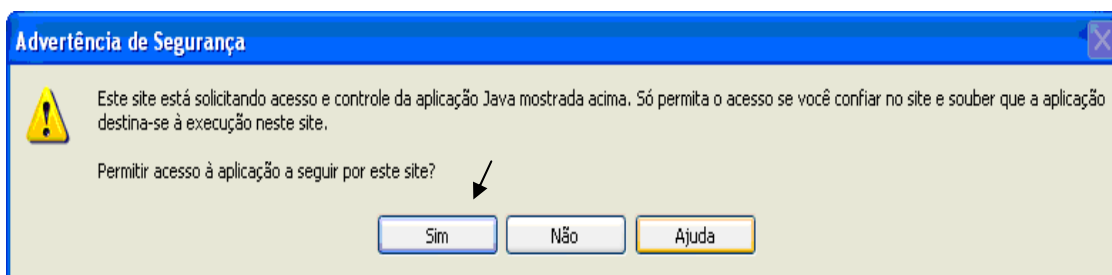 Advertência de Segurança
Este site está solicitando acesso e controle da aplicação Java mostrada acima. Só permita o acesso se você confiar no site e souber que a aplicação
destina-se à execução neste site.
Permitir acesso à aplicação a seguir por este site?
Sim Não Ajuda